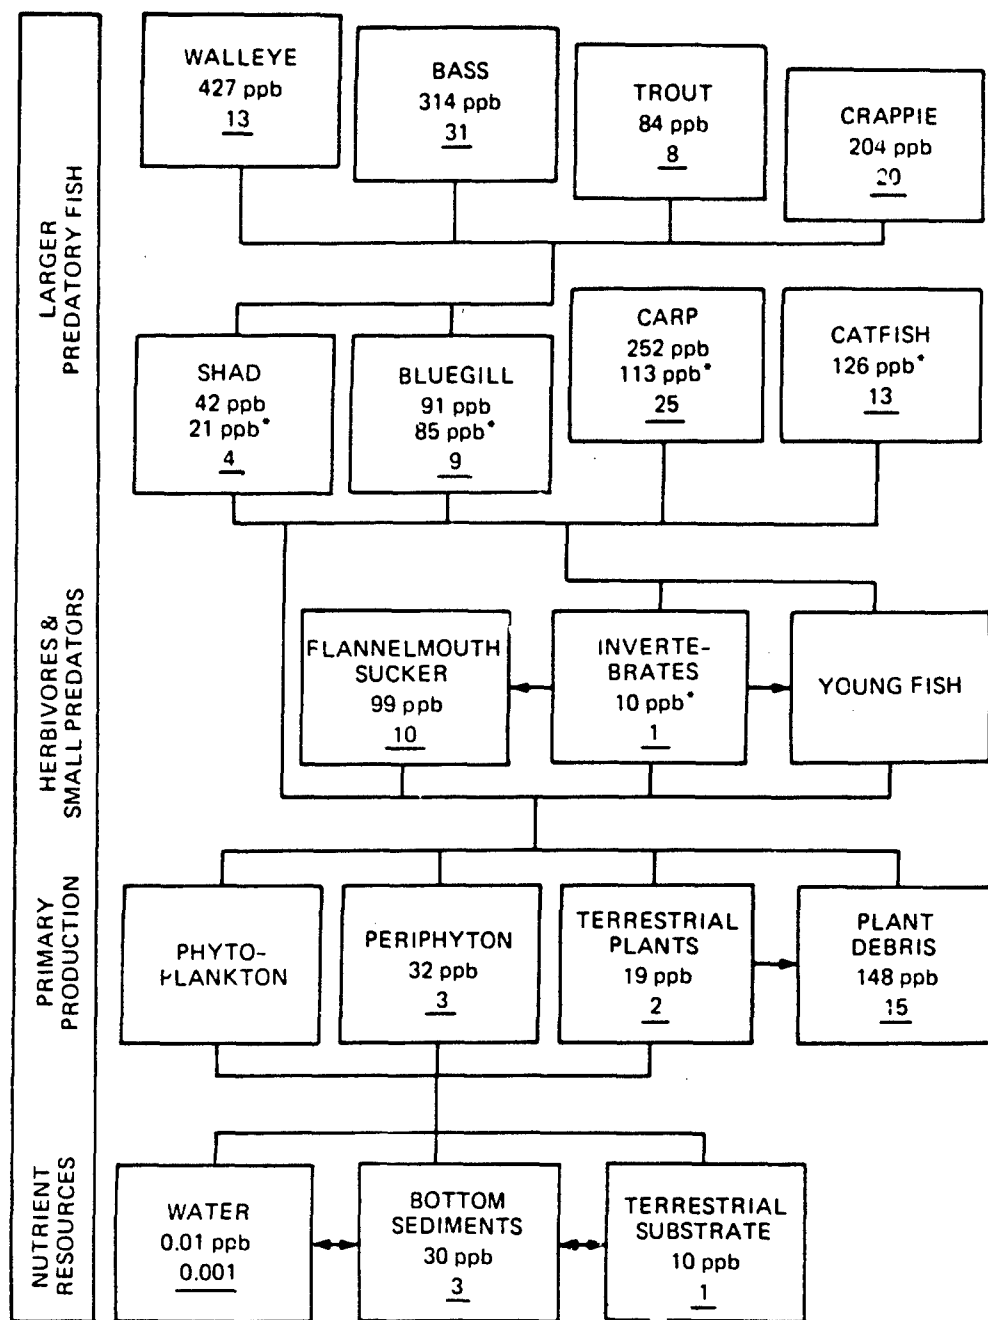 LARGER
PREDATORY FISH
WALLEYE
427 ppb
13
BASS
314 ppb
31
TROUT
84 ppb
8
CRAPPIE
204 ppb
20
SHAD
42 ppb
21 ppb*
4
BLUEGILL
91 ppb
85 ppb*
9
CARP
252 ppb
113 ppb*
25
CATFISH
126 ppb*
13
HERBIVORES &
SMALL PREDATORS
FLANNELMOUTH
SUCKER
99 ppb
10
INVERTE-
BRATES
10 ppb*
1
YOUNG FISH
PRIMARY
PRODUCTION
PHYTO-
PLANKTON
PERIPHYTON
32 ppb
3
TERRESTRIAL
PLANTS
19 ppb
2
PLANT
DEBRIS
148 ppb
15
NUTRIENT
RESOURCES
WATER
0.01 ppb
0.001
BOTTOM
SEDIMENTS
30 ppb
3
TERRESTRIAL
SUBSTRATE
10 ppb
1